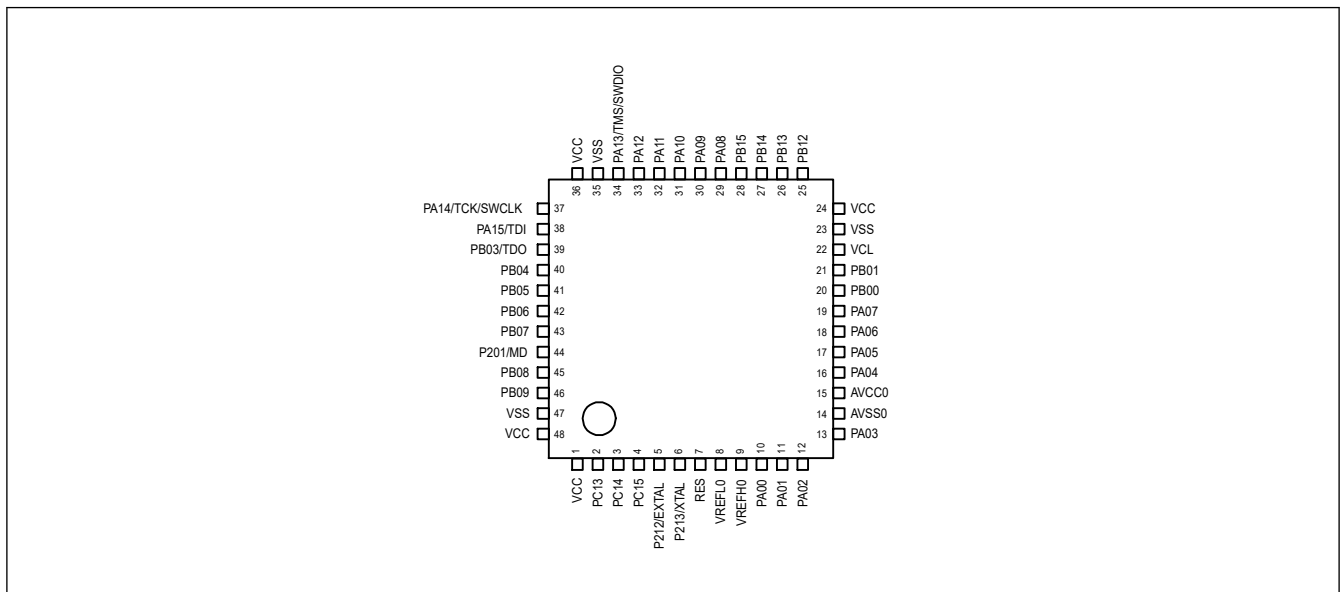 PA13/TMS/SWDIO
VCC
VSS
PA12
PA11
PA10
PA09
PA08
PB15
PB14
PB13
PB12
36
35
34
33
32
31
30
29
28
27
26
25
PA14/TCK/SWCLK 37
PA15/TDI 38
PB03/TDO 39
PB04 40
PB05 41
PB06 42
PB07 43
P201/MD 44
PB08 45
PB09 46
VSS 47
VCC 48
24 VCC
23 VSS
22 VCL
21 PB01
20 PB00
19 PA07
18 PA06
17 PA05
16 PA04
15 AVCC0
14 AVSS0
13 PA03
1
2
3
4
5
6
7
8
9
10
11
12
VCC
PC13
PC14
PC15
P212/EXTAL
P213/XTAL
RES
VREFL0
VREFH0
PA00
PA01
PA02